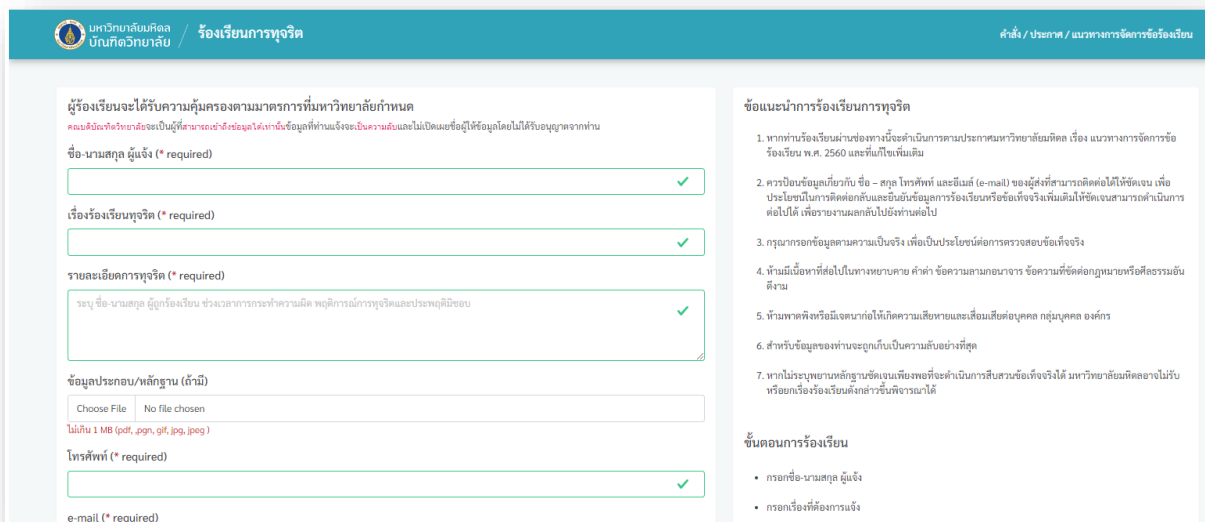 มหาวิทยาลัยมหิดล
บัณฑิตวิทยาลัย / ร้องเรียนการทุจริต
คำสั่ง / ประกาศ / แนวทางการจัดการข้อร้องเรียน
ผู้ร้องเรียนจะได้รับความคุ้มครองตามมาตรการที่มหาวิทยาลัยกำหนด
คณบดีบัณฑิตวิทยาลัยจะเป็นผู้ที่สามารถเข้าถึงข้อมูลได้เท่านั้นข้อมูลที่ท่านแจ้งจะเป็นความลับและไม่เปิดเผยชื่อผู้ให้ข้อมูลโดยไม่ได้รับอนุญาตจากท่าน
ชื่อ-นามสกุล ผู้แจ้ง (* required)
เรื่องร้องเรียนทุจริต (* required)
รายละเอียดการทุจริต (* required)
ระบุ ชื่อ-นามสกุล ผู้ถูกร้องเรียน ช่วงเวลาการกระทำความผิด พฤติการณ์การทุจริตและประพฤติมิชอบ
ข้อมูลประกอบ/หลักฐาน (ถ้ามี)
Choose File No file chosen
ไม่เกิน 1 MB (pdf, .pgn, gif, jpg, jpeg )
โทรศัพท์ (* required)
e-mail (* required)
ข้อแนะนำการร้องเรียนการทุจริต
1. หากท่านร้องเรียนผ่านช่องทางนี้จะดำเนินการตามประกาศมหาวิทยาลัยมหิดล เรื่อง แนวทางการจัดการข้อ
ร้องเรียน พ.ศ. 2560 และที่แก้ไขเพิ่มเติม
2. ควรป้อนข้อมูลเกี่ยวกับ ชื่อ – สกุล โทรศัพท์ และอีเมล์ (e-mail) ของผู้ส่งที่สามารถติดต่อได้ให้ชัดเจน เพื่อ
ประโยชน์ในการติดต่อกลับและยืนยันข้อมูลการร้องเรียนหรือข้อเท็จจริงเพิ่มเติมให้ชัดเจนสามารถดำเนินการ
ต่อไปได้ เพื่อรายงานผลกลับไปยังท่านต่อไป
3. กรุณากรอกข้อมูลตามความเป็นจริง เพื่อเป็นประโยชน์ต่อการตรวจสอบข้อเท็จจริง
4. ห้ามมีเนื้อหาที่ส่อไปในทางหยาบคาย คำด่า ข้อความลามกอนาจาร ข้อความที่ขัดต่อกฎหมายหรือศีลธรรมอัน
ดีงาม
5. ห้ามพาดพิงหรือมีเจตนาก่อให้เกิดความเสียหายและเสื่อมเสียต่อบุคคล กลุ่มบุคคล องค์กร
6. สำหรับข้อมูลของท่านจะถูกเก็บเป็นความลับอย่างที่สุด
7. หากไม่ระบุพยานหลักฐานชัดเจนเพียงพอที่จะดำเนินการสืบสวนข้อเท็จจริงได้ มหาวิทยาลัยมหิดลอาจไม่รับ
หรือยกเรื่องร้องเรียนดังกล่าวขึ้นพิจารณาได้
ขั้นตอนการร้องเรียน
• กรอกชื่อ-นามสกุล ผู้แจ้ง
• กรอกเรื่องที่ต้องการแจ้ง